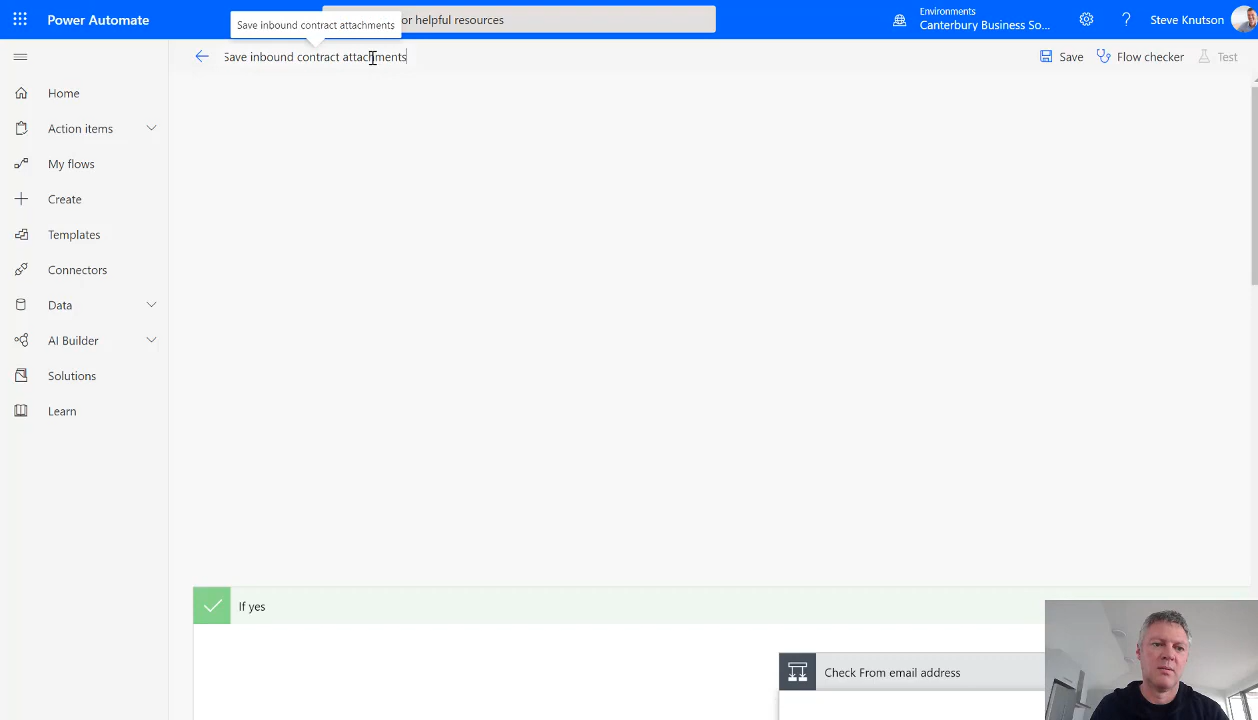 Power Automate
Save inbound contract attachments
or helpful resources
Environments
Canterbury Business So...
?
Steve Knutson
Save inbound contract attachments
Save
Flow checker
Test
Home
Action items
My flows
Create
Templates
Connectors
Data
AI Builder
Solutions
Learn
If yes
Check From email address